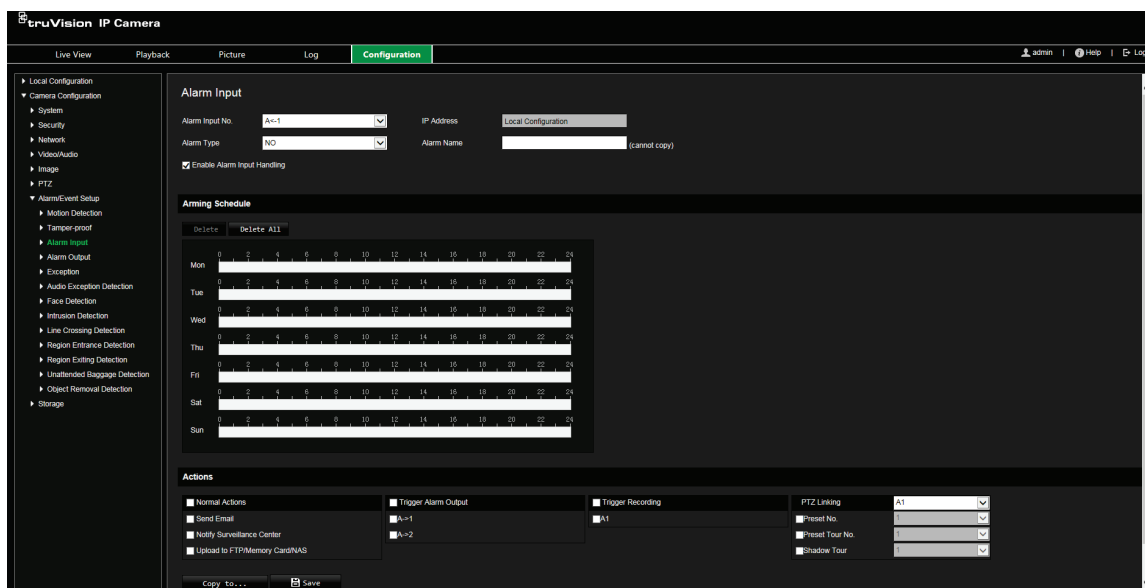 truVision IP Camera
Live View Playback Picture Log Configuration admin | Help | Log
Local Configuration
Camera Configuration
System
Security
Network
Video/Audio
Image
PTZ
Alarm/Event Setup
Motion Detection
Tamper-proof
Alarm Input
Alarm Output
Exception
Audio Exception Detection
Face Detection
Intrusion Detection
Line Crossing Detection
Region Entrance Detection
Region Exiting Detection
Unattended Baggage Detection
Object Removal Detection
Storage
Alarm Input
Alarm Input No. A<-1 IP Address Local Configuration
Alarm Type NO Alarm Name (cannot copy)
Enable Alarm Input Handling
Arming Schedule
Delete Delete All
0 2 4 6 8 10 12 14 16 18 20 22 24
Mon
0 2 4 6 8 10 12 14 16 18 20 22 24
Tue
0 2 4 6 8 10 12 14 16 18 20 22 24
Wed
0 2 4 6 8 10 12 14 16 18 20 22 24
Thu
0 2 4 6 8 10 12 14 16 18 20 22 24
Fri
0 2 4 6 8 10 12 14 16 18 20 22 24
Sat
0 2 4 6 8 10 12 14 16 18 20 22 24
Sun
Actions
Normal Actions Trigger Alarm Output Trigger Recording PTZ Linking A1
Send Email A->1 A1 Preset No. 1
Notify Surveillance Center A->2 Preset Tour No. 1
Upload to FTP/Memory Card/NAS Shadow Tour 1
Copy to... Save